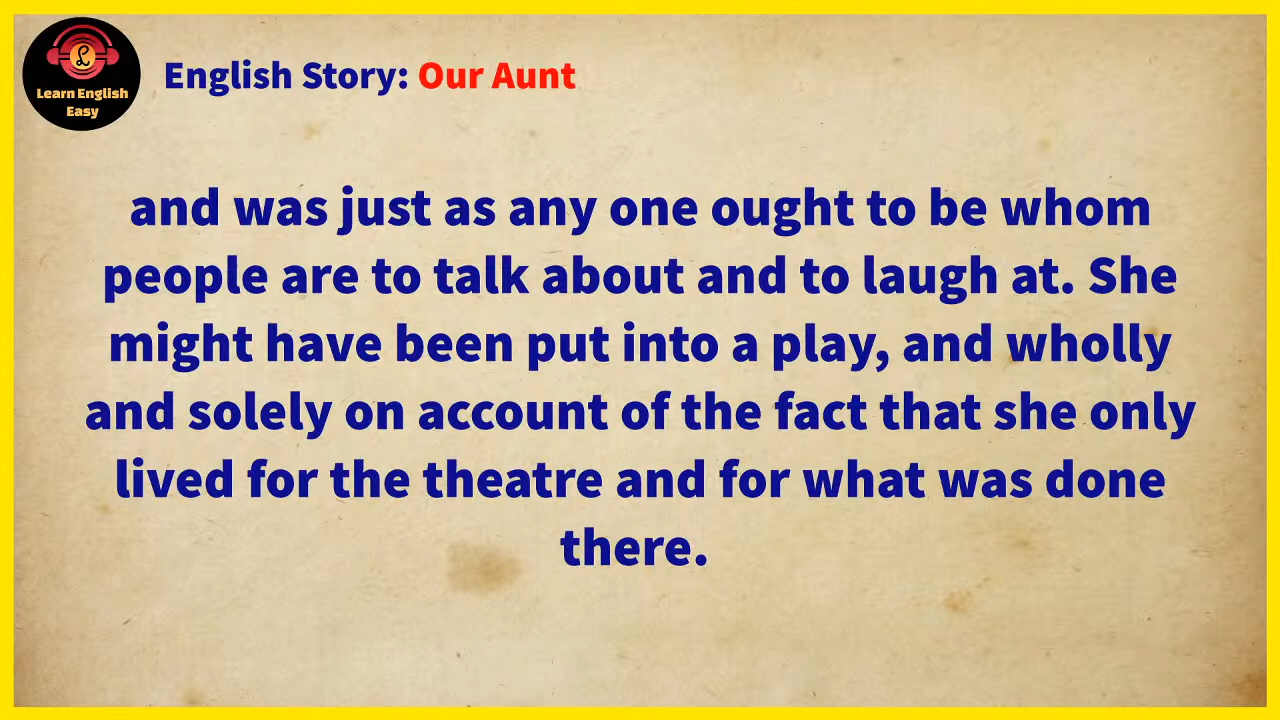 Learn English
Easy
English Story: Our Aunt
and was just as any one ought to be whom
people are to talk about and to laugh at. She
might have been put into a play, and wholly
and solely on account of the fact that she only
lived for the theatre and for what was done
there.